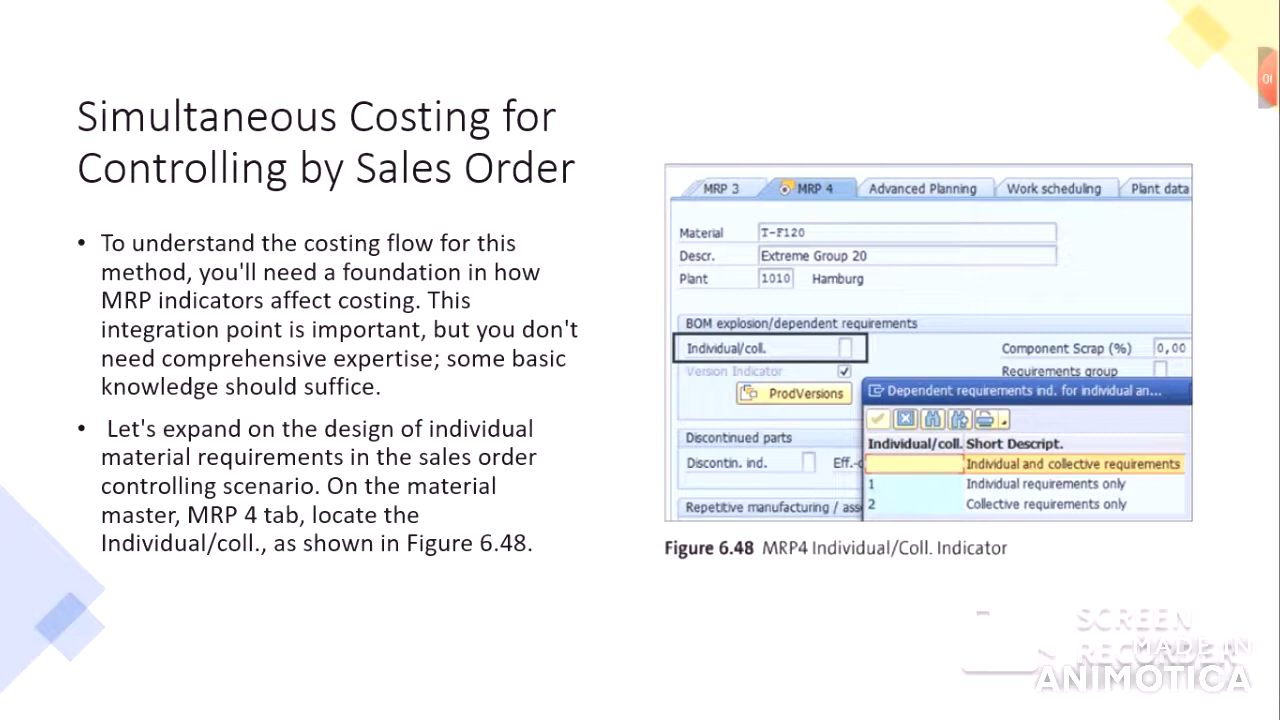 Simultaneous Costing for
Controlling by Sales Order
• To understand the costing flow for this
method, you'll need a foundation in how
MRP indicators affect costing. This
integration point is important, but you don't
need comprehensive expertise; some basic
knowledge should suffice.
• Let's expand on the design of individual
material requirements in the sales order
controlling scenario. On the material
master, MRP 4 tab, locate the
Individual/coll., as shown in Figure 6.48.
MRP 3 MRP 4 Advanced Planning Work scheduling Plant data
Material T-F120
Descr. Extreme Group 20
Plant 1010 Hamburg
BOM explosion/dependent requirements
Individual/coll. Component Scrap (%) 0,00
Version Indicator Requirements group
ProdVersions
Dependent requirements ind. for individual an...
Discontinued parts
Discontin. ind. Eff.-o
Repetitive manufacturing / asse
Individual/coll. Short Descript.
Individual and collective requirements
1 Individual requirements only
2 Collective requirements only
Figure 6.48 MRP4 Individual/Coll. Indicator
SCREEN
RECORDER
MADE IN
ANIMOTICA